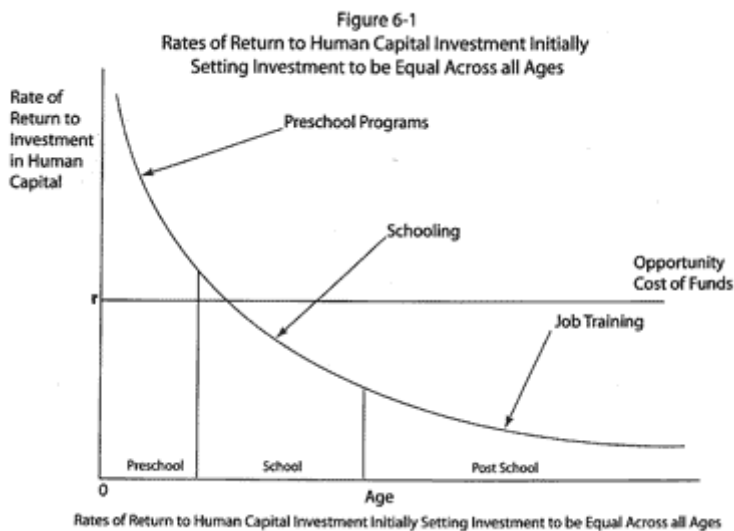 Figure 6-1
Rates of Return to Human Capital Investment Initially
Setting Investment to be Equal Across all Ages
Rate of
Return to
Investment
in Human
Capital
Preschool Programs
Schooling
Opportunity
Cost of Funds
r
Job Training
Preschool
School
Post School
0
Age
Rates of Return to Human Capital Investment Initially Setting Investment to be Equal Across all Ages